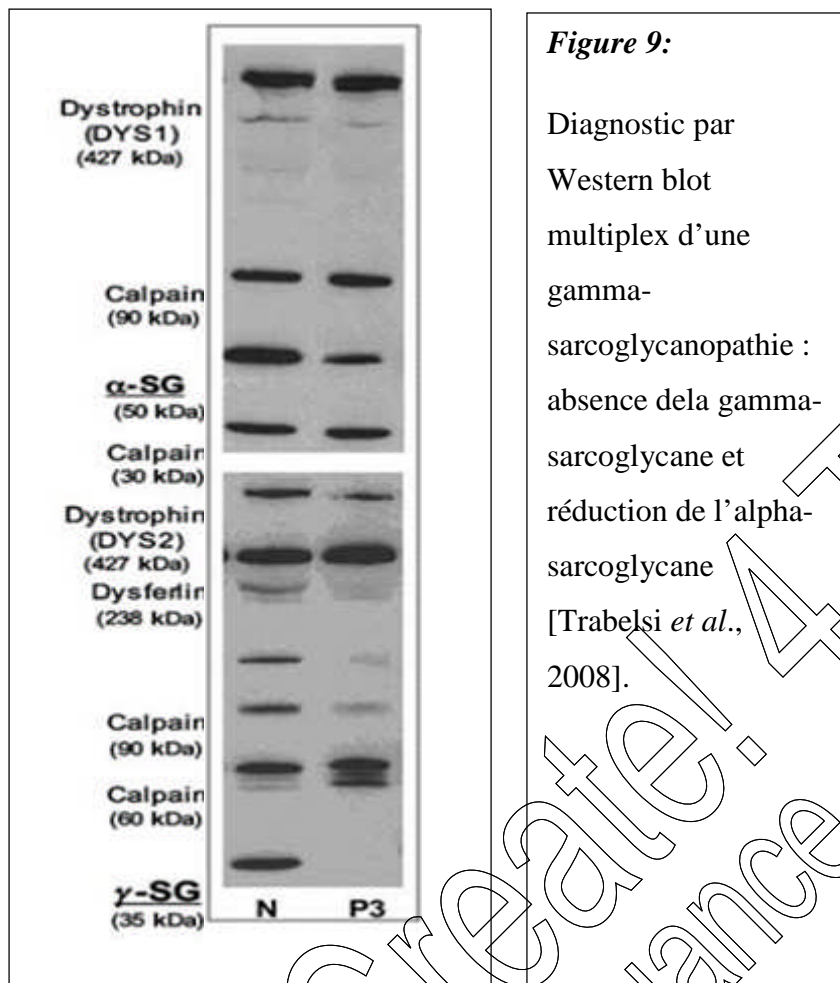 Dystrophin
(DYS1)
(427 kDa)
Calpain
(90 kDa)
α-SG
(50 kDa)
Calpain
(30 kDa)
Dystrophin
(DYS2)
(427 kDa)
Dysferlin
(238 kDa)
Calpain
(90 kDa)
Calpain
(60 kDa)
γ-SG
(35 kDa)
N P3
Figure 9:
Diagnostic par
Western blot
multiplex d’une
gamma-
sarcoglycanopathie :
absence dela gamma-
sarcoglycane et
réduction de l’alpha-
sarcoglycane
[Trabelsi et al.,
2008].
Create! 4